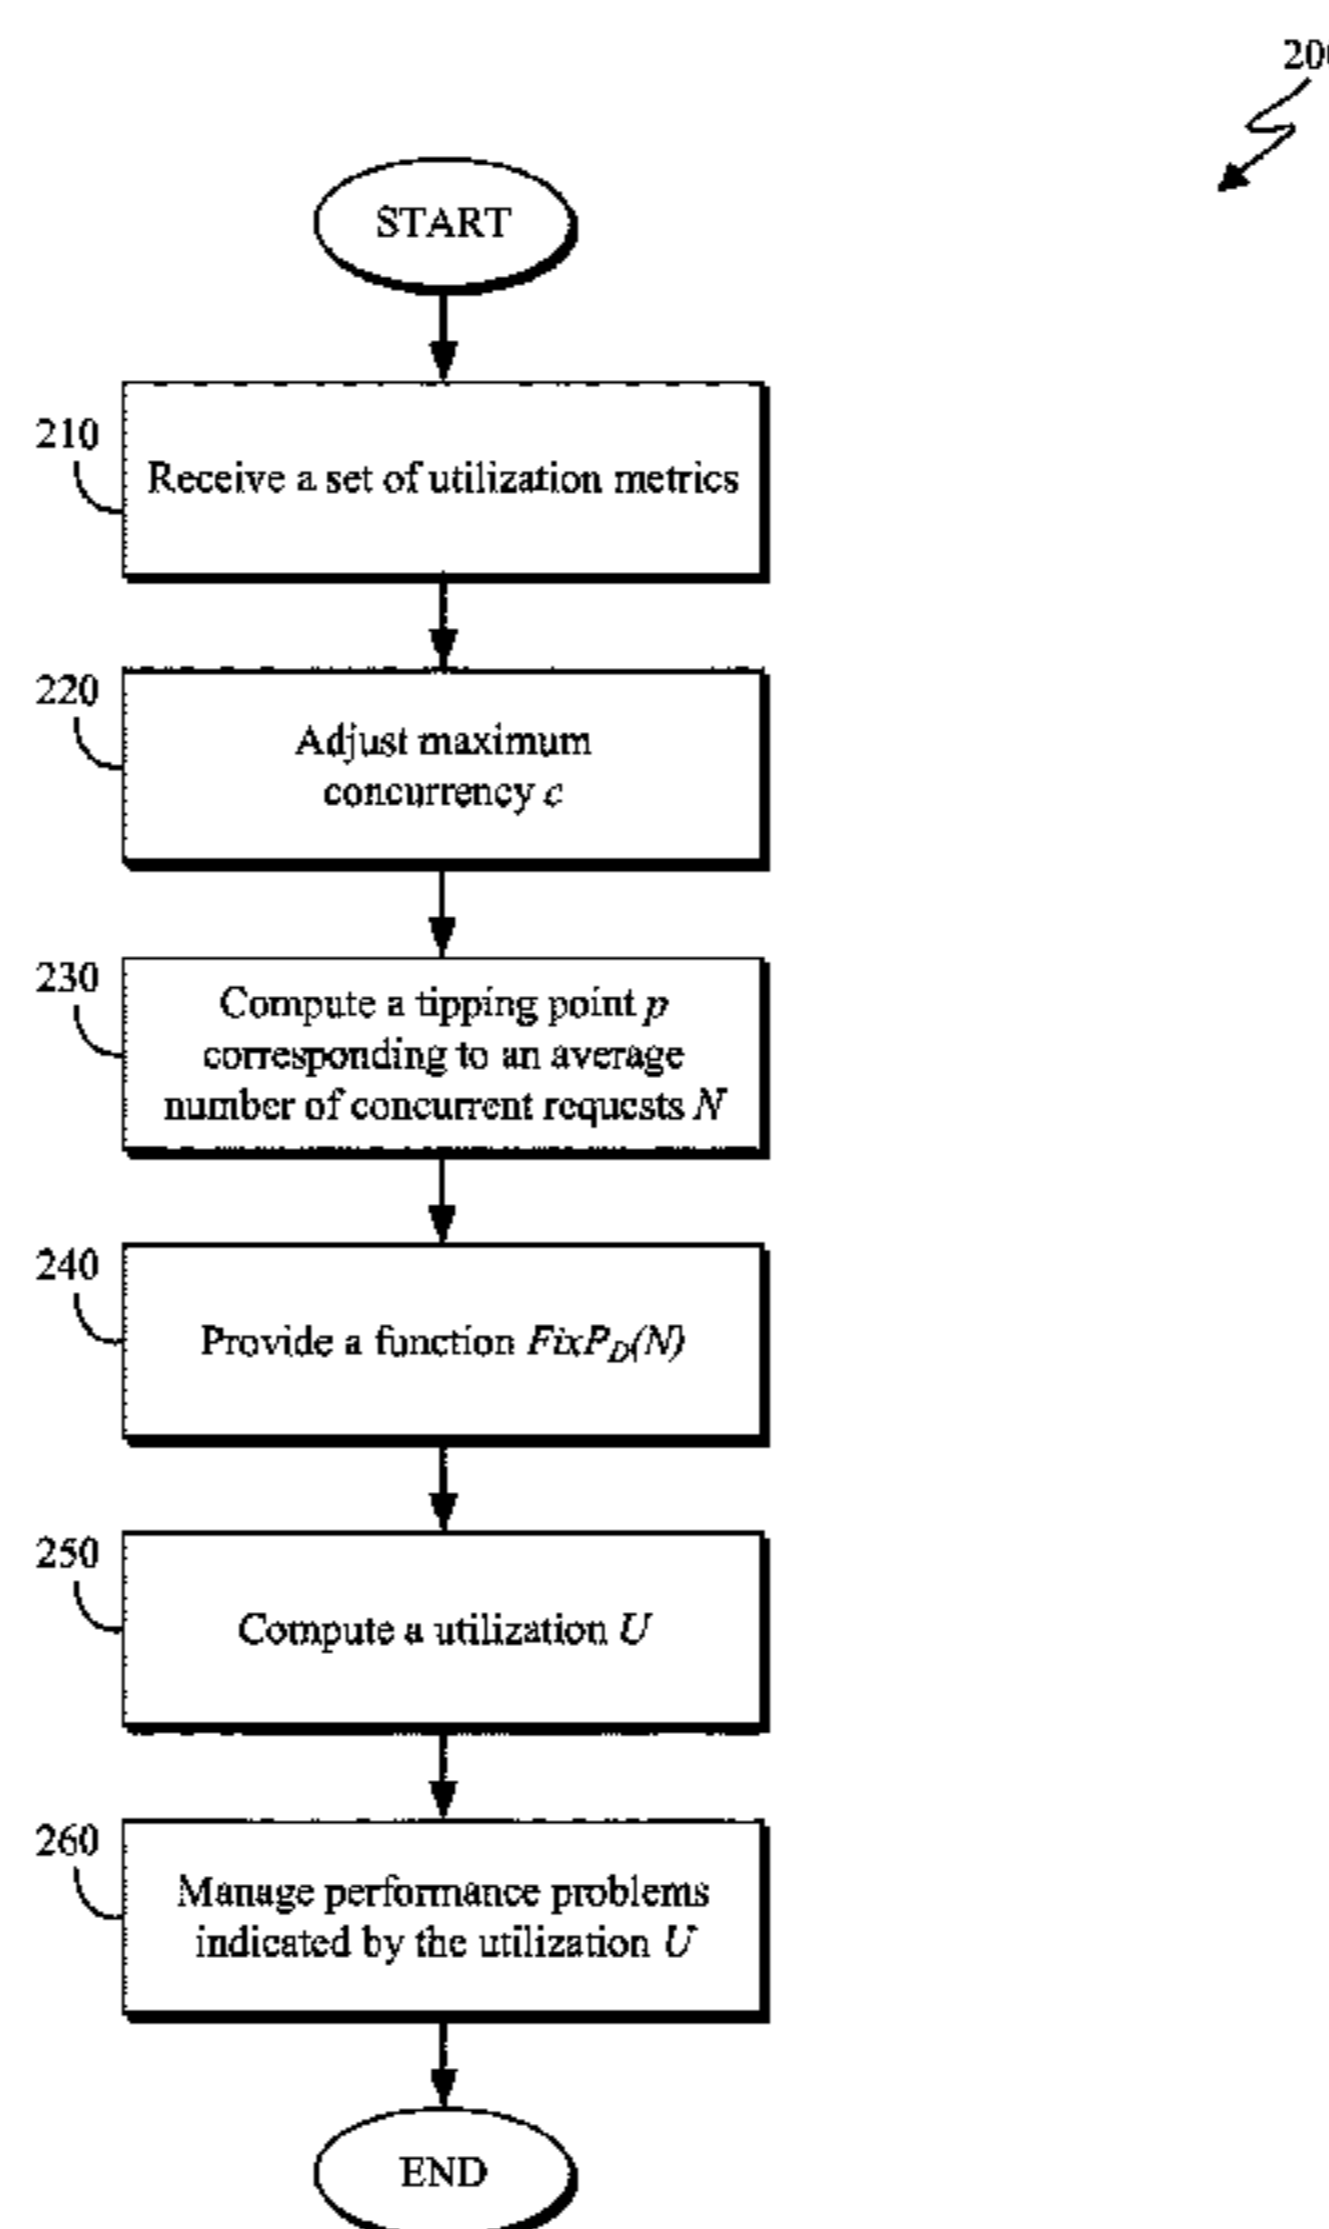 200
START
210
Receive a set of utilization metrics
220
Adjust maximum
concurrency c
230
Compute a tipping point p
corresponding to an average
number of concurrent requests N
240
Provide a function FixP_D(N)
250
Compute a utilization U
260
Manage performance problems
indicated by the utilization U
END